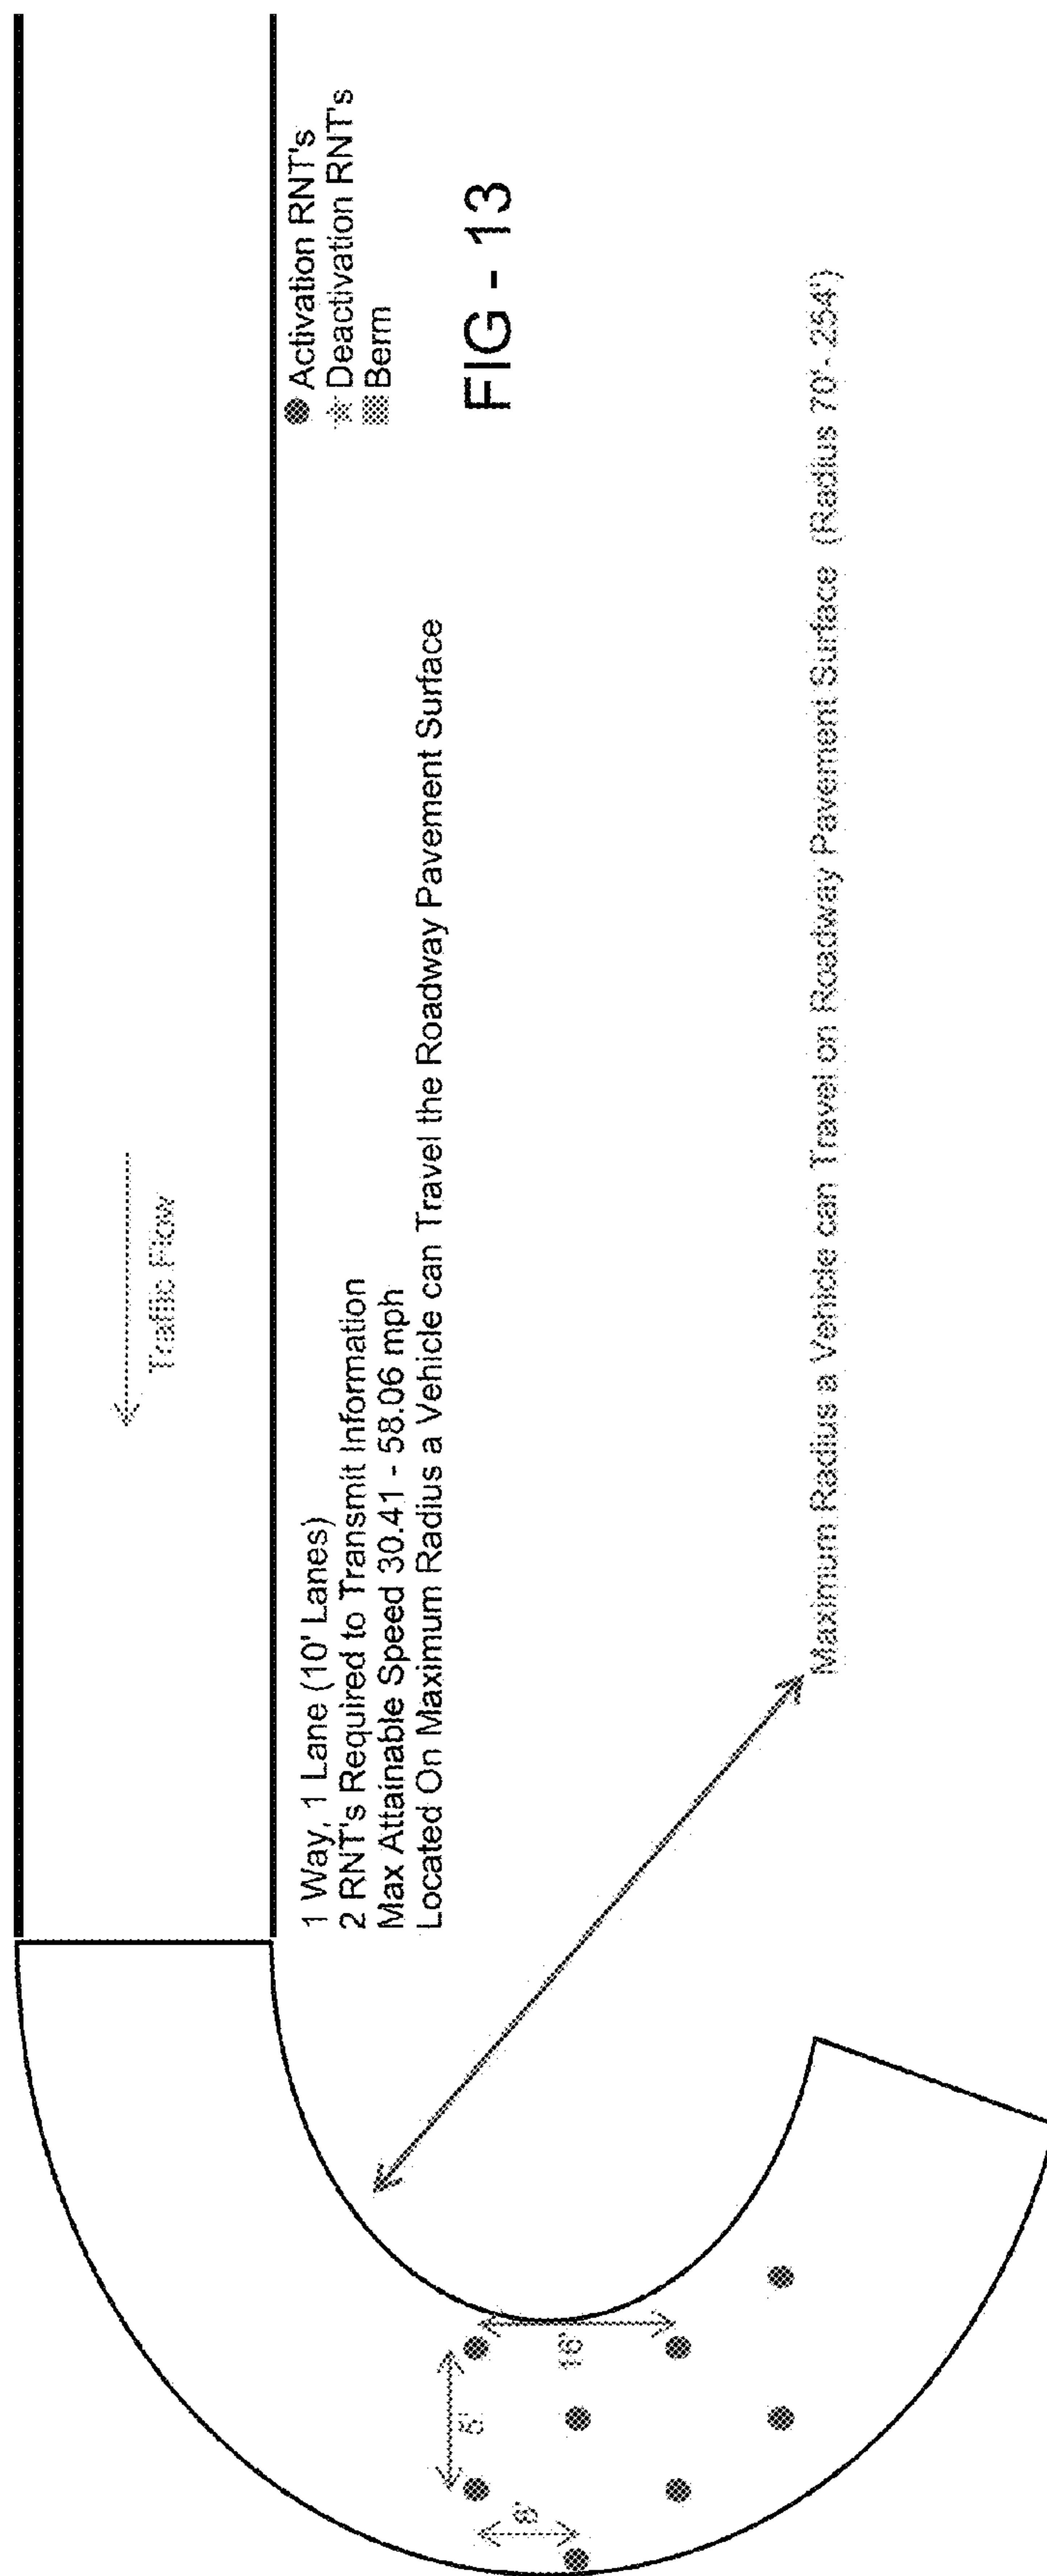 Traffic Flow
1 Way, 1 Lane (10' Lanes)
2 RNT's Required to Transmit Information
Max Attainable Speed 30.41 - 58.06 mph
Located On Maximum Radius a Vehicle can Travel the Roadway Pavement Surface
Activation RNT's
Deactivation RNT's
Berm
FIG - 13
Maximum Radius a Vehicle can Travel on Roadway Pavement Surface (Radius 70'- 254')
5'
8'
16'